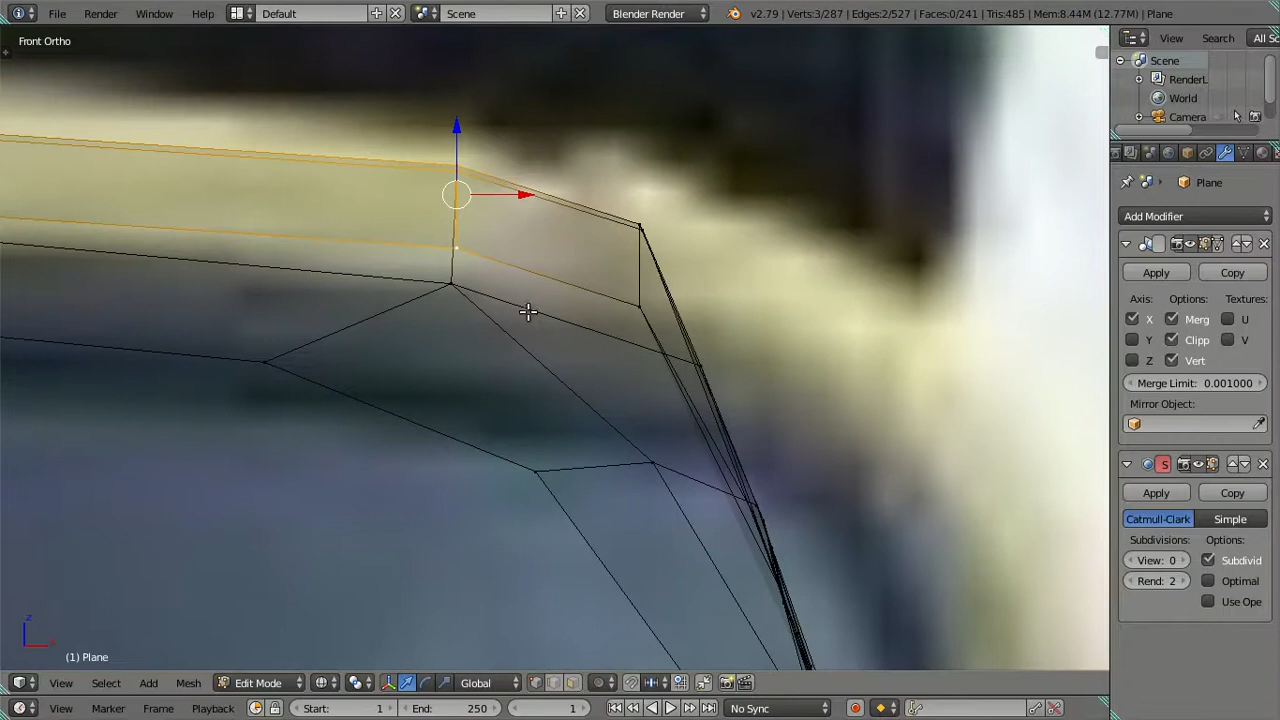 File Render Window Help Default Scene Blender Render v2.79 | Verts:3/287 | Edges:2/527 | Faces:0/241 | Tris:485 | Mem:8.44M (12.77M) | Plane
Front Ortho
View Search All Sc
Scene
RenderL
World
Camera
Plane
Add Modifier
Apply Copy
Axis: Options: Textures:
X Merg U
Y Clipp V
Z Vert
Merge Limit: 0.001000
Mirror Object:
S
Apply Copy
Catmull-Clark Simple
Subdivisions: Options:
View: 0 Subdivid
Rend: 2 Optimal
Use Ope
z
x
(1) Plane
View Select Add Mesh Edit Mode Global
View Marker Frame Playback Start: 1 End: 250 1 No Sync